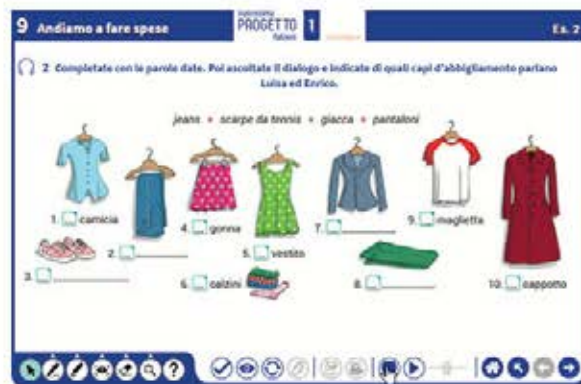 9 Andiamo a fare spese
PROGETTO
1
Es. 2
2 Completate con le parole date. Poi ascoltate il dialogo e indicate di quali capi d'abbigliamento parlano
Luisa ed Enrico.
jeans • scarpe da tennis • giacca • pantaloni
1. camicia
2.
3.
4. gonna
5. vestito
6. calzini
7.
8.
9. maglietta
10. cappotto
?